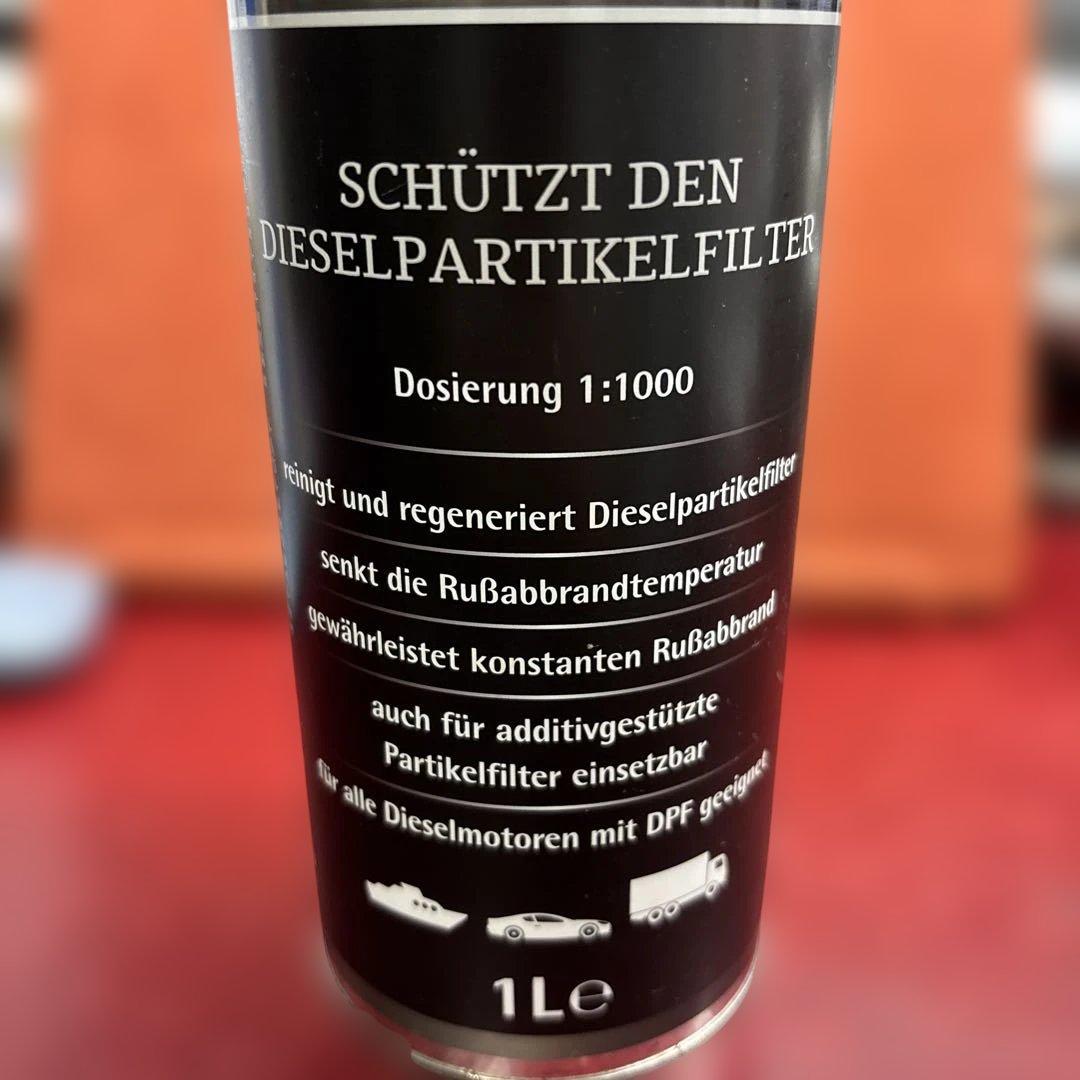 SCHÜTZT DEN
DIESELPARTIKELFILTER
Dosierung 1:1000
reinigt und regeneriert Dieselpartikelfilter
senkt die Rußabbrandtemperatur
gewährleistet konstanten Rußabbrand
auch für additivgestützte
Partikelfilter einsetzbar
für alle Dieselmotoren mit DPF geeignet
1L℮